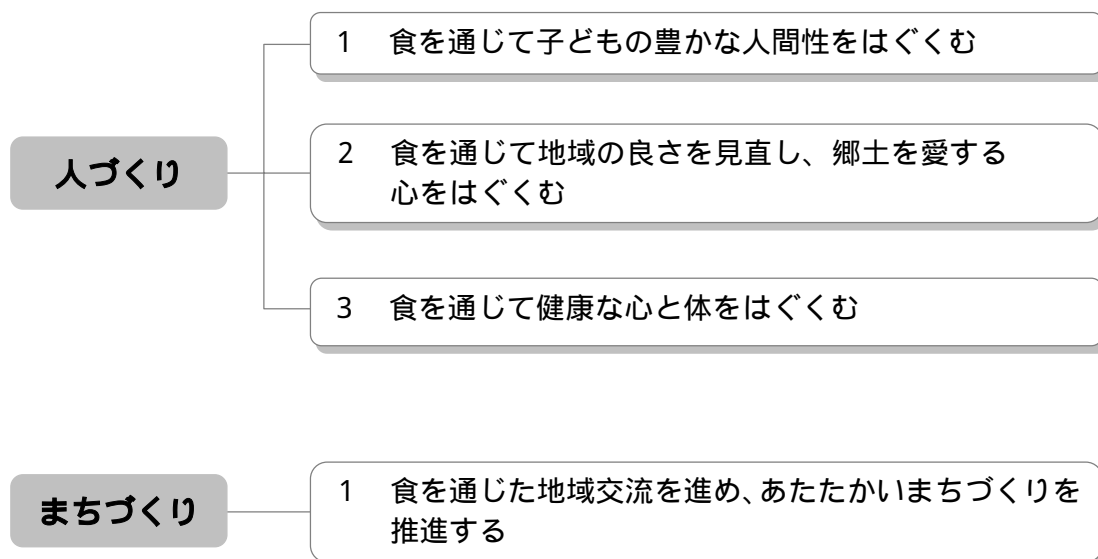 人づくり
1 食を通じて子どもの豊かな人間性をはぐくむ
2 食を通じて地域の良さを見直し、郷土を愛する
心をはぐくむ
3 食を通じて健康な心と体をはぐくむ
まちづくり
1 食を通じた地域交流を進め、あたたかいまちづくりを
推進する